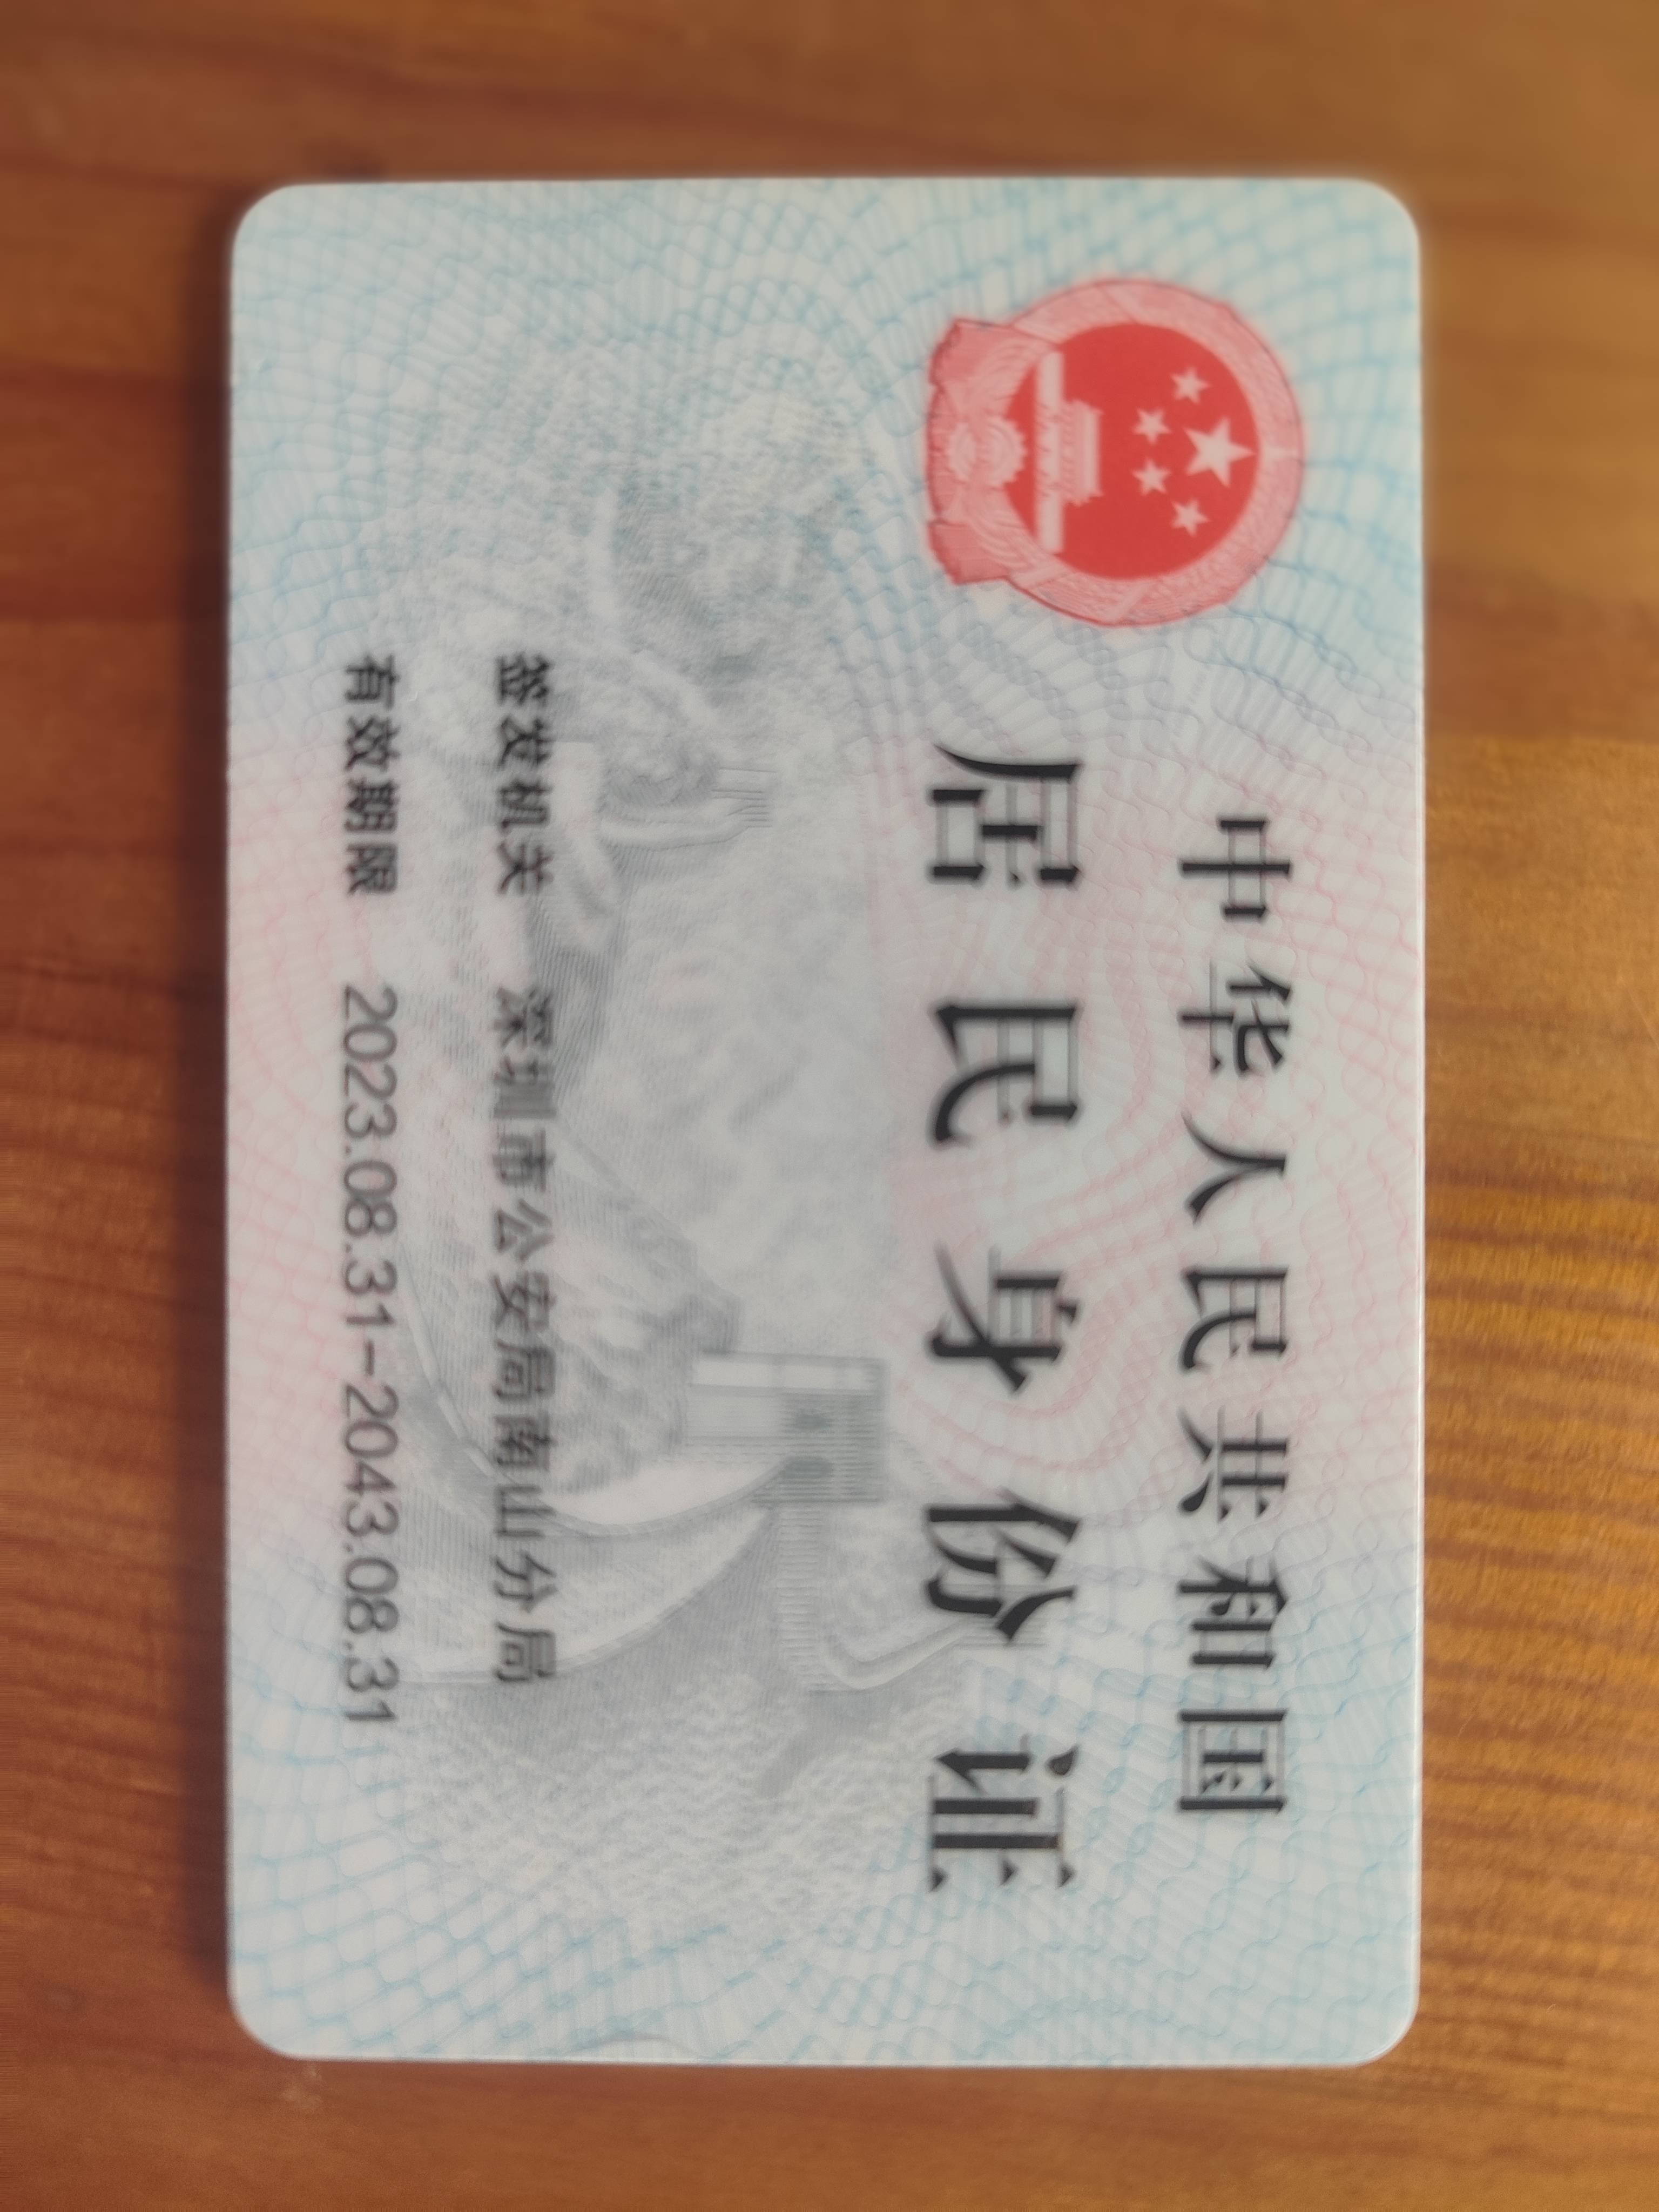 中华人民共和国
居民身份证
签发机关 深圳市公安局南山分局
有效期限 2023.08.31-2043.08.31